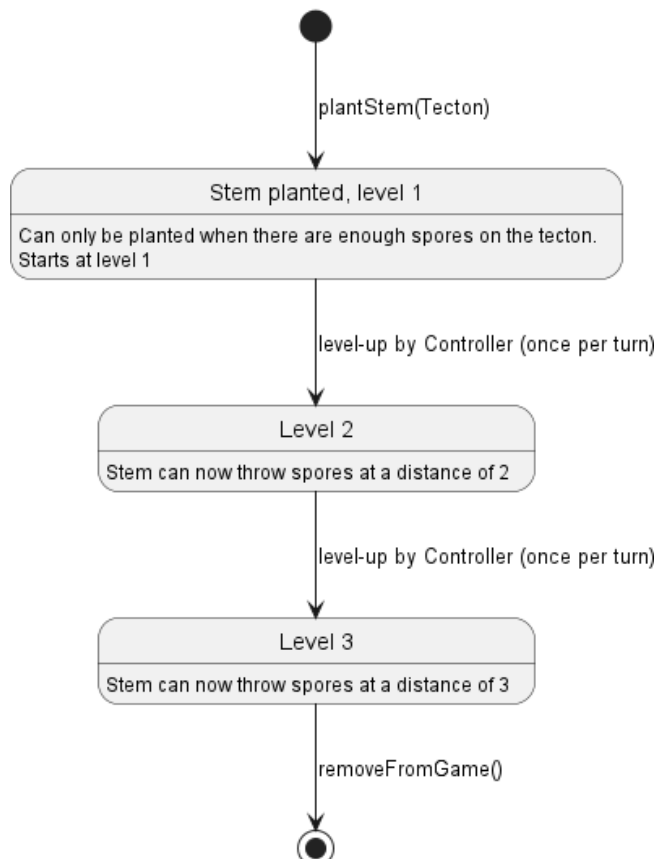 plantStem(Tecton)
Stem planted, level 1
Can only be planted when there are enough spores on the tecton.
Starts at level 1
level-up by Controller (once per turn)
Level 2
Stem can now throw spores at a distance of 2
level-up by Controller (once per turn)
Level 3
Stem can now throw spores at a distance of 3
removeFromGame()